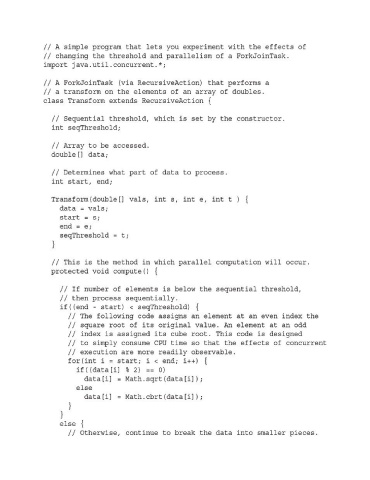 // A simple program that lets you experiment with the effects of
// changing the threshold and parallelism of a ForkJoinTask.
import java.util.concurrent.*;
// A ForkJoinTask (via RecursiveAction) that performs a
// a transform on the elements of an array of doubles.
class Transform extends RecursiveAction {
// Sequential threshold, which is set by the constructor.
int seqThreshold;
// Array to be accessed.
double[] data;
// Determines what part of data to process.
int start, end;
Transform(double[] vals, int s, int e, int t ) {
data = vals;
start = s;
end = e;
seqThreshold = t;
}
// This is the method in which parallel computation will occur.
protected void compute() {
// If number of elements is below the sequential threshold,
// then process sequentially.
if((end - start) < seqThreshold) {
// The following code assigns an element at an even index the
// square root of its original value. An element at an odd
// index is assigned its cube root. This code is designed
// to simply consume CPU time so that the effects of concurrent
// execution are more readily observable.
for(int i = start; i < end; i++) {
if((data[i] % 2) == 0)
data[i] = Math.sqrt(data[i]);
else
data[i] = Math.cbrt(data[i]);
}
}
else {
// Otherwise, continue to break the data into smaller pieces.